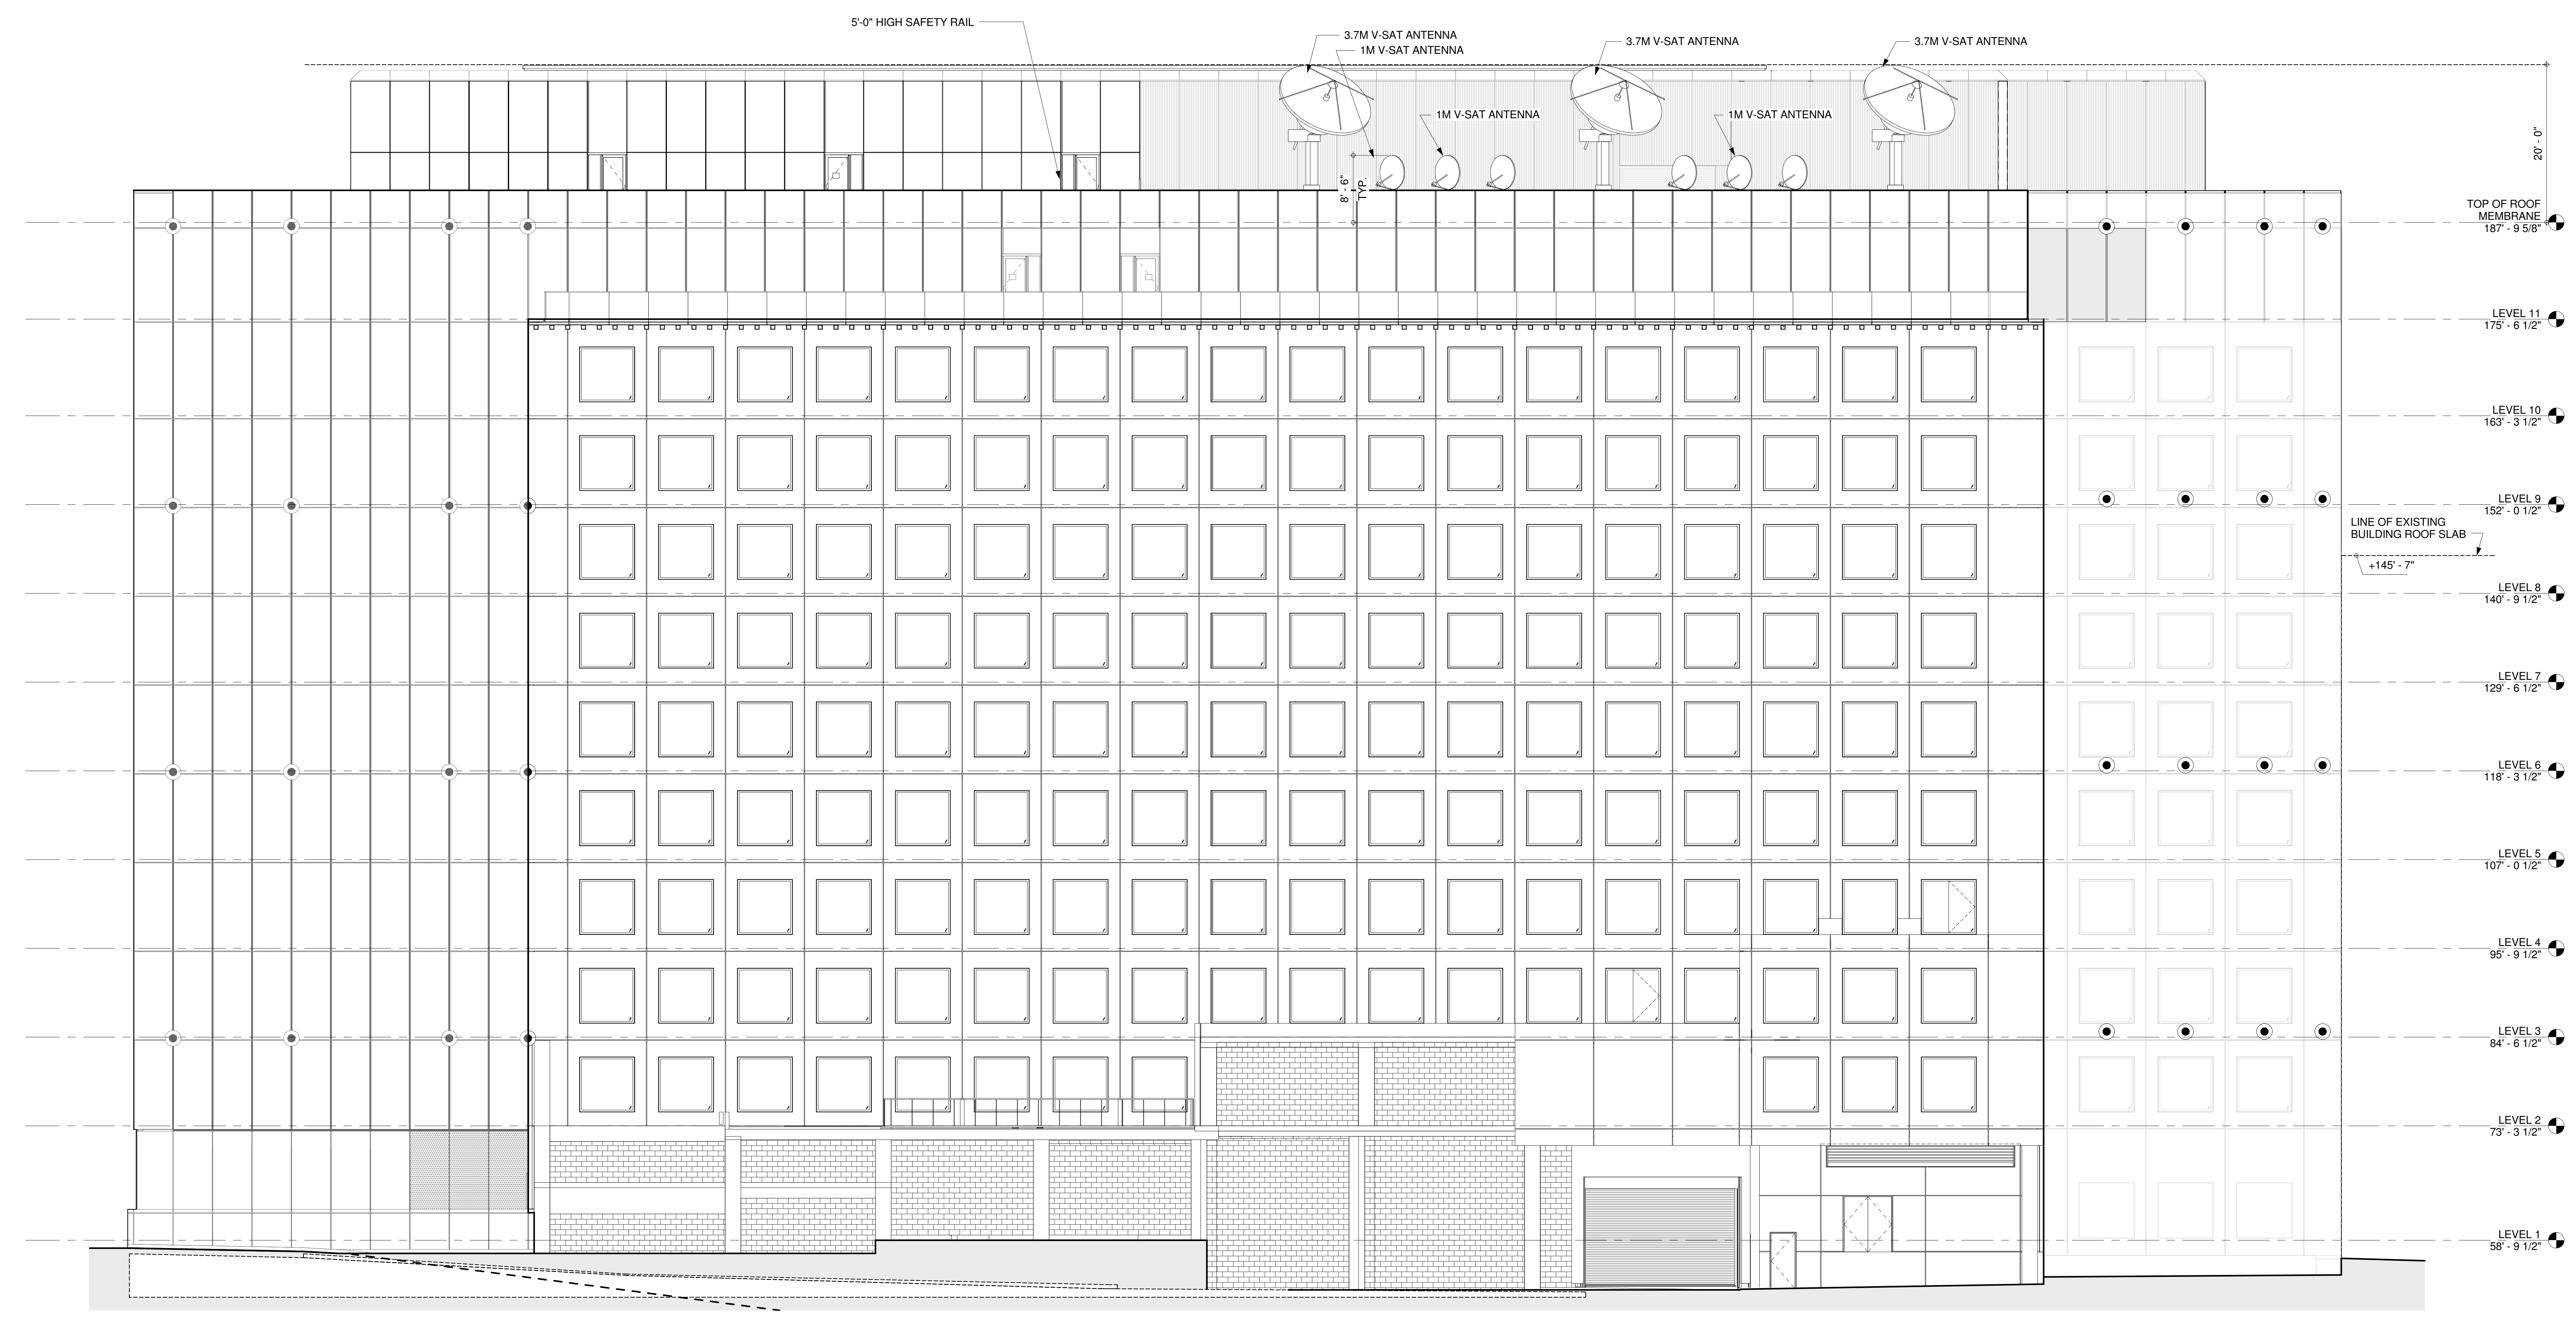 5'-0" HIGH SAFETY RAIL
3.7M V-SAT ANTENNA
1M V-SAT ANTENNA
3.7M V-SAT ANTENNA
3.7M V-SAT ANTENNA
1M V-SAT ANTENNA
1M V-SAT ANTENNA
20' - 0"
8' - 6"
TYP.
TOP OF ROOF
MEMBRANE
187' - 9 5/8"
LEVEL 11
175' - 6 1/2"
LEVEL 10
163' - 3 1/2"
LEVEL 9
152' - 0 1/2"
LINE OF EXISTING
BUILDING ROOF SLAB
+145' - 7"
LEVEL 8
140' - 9 1/2"
LEVEL 7
129' - 6 1/2"
LEVEL 6
118' - 3 1/2"
LEVEL 5
107' - 0 1/2"
LEVEL 4
95' - 9 1/2"
LEVEL 3
84' - 6 1/2"
LEVEL 2
73' - 3 1/2"
LEVEL 1
58' - 9 1/2"